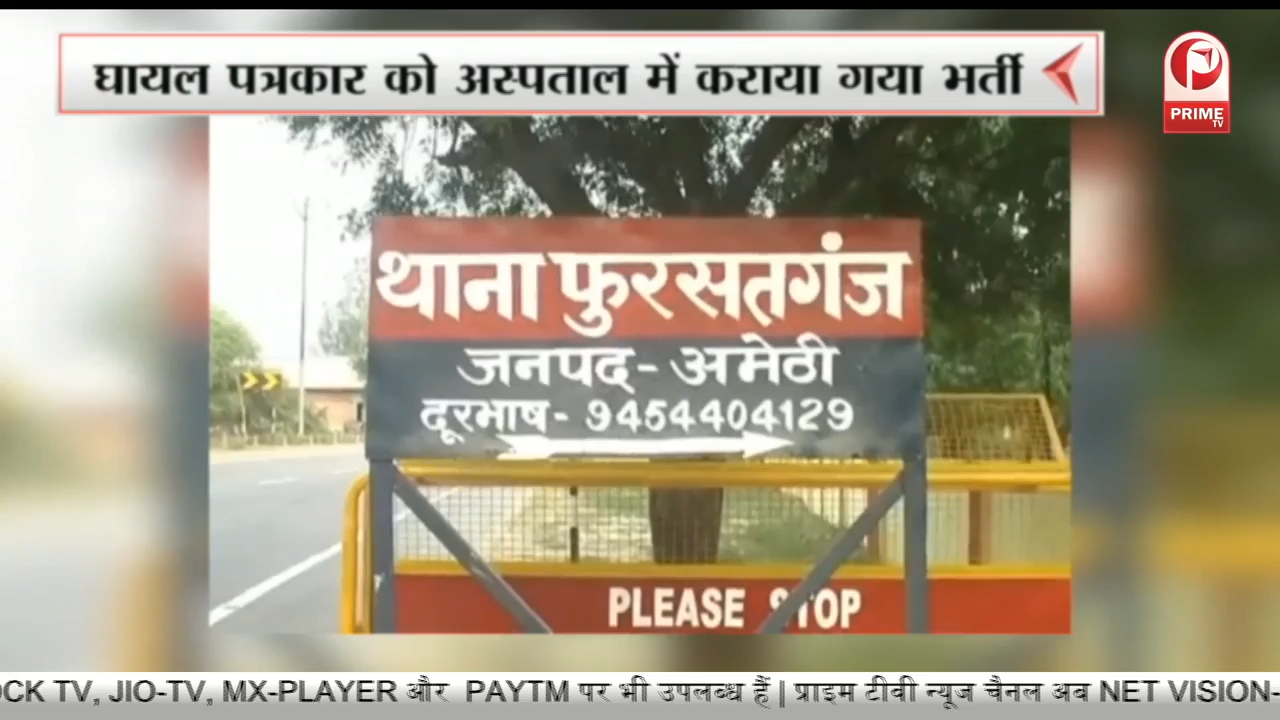 घायल पत्रकार को अस्पताल में कराया गया भर्ती
PRIME
TV
थाना फुरसतगंज
जनपद - अमेठी
दूरभाष - 9454404129
PLEASE STOP
OCK TV, JIO-TV, MX-PLAYER और PAYTM पर भी उपलब्ध हैं | प्राइम टीवी न्यूज चैनल अब NET VISION-